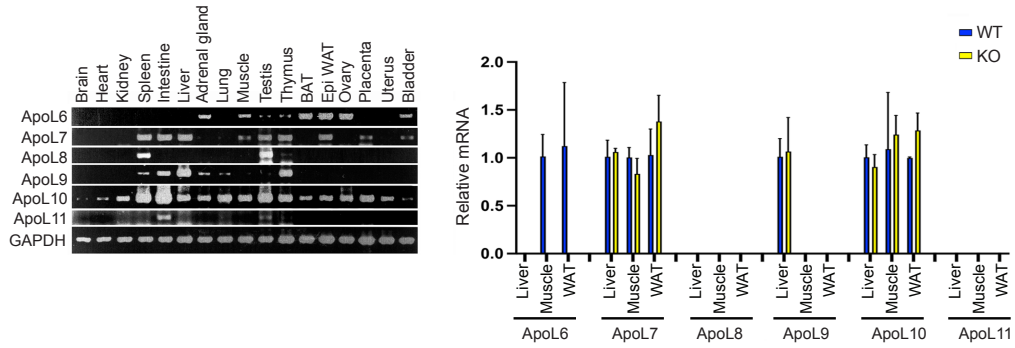 Brain
Heart
Kidney
Spleen
Intestine
Liver
Adrenal gland
Lung
Muscle
Testis
Thymus
BAT
Epi WAT
Ovary
Placenta
Uterus
Bladder
ApoL6
ApoL7
ApoL8
ApoL9
ApoL10
ApoL11
GAPDH
WT
KO
Relative mRNA
2.0
1.5
1.0
0.5
0.0
Liver
Muscle
WAT
Liver
Muscle
WAT
Liver
Muscle
WAT
Liver
Muscle
WAT
Liver
Muscle
WAT
Liver
Muscle
WAT
ApoL6
ApoL7
ApoL8
ApoL9
ApoL10
ApoL11